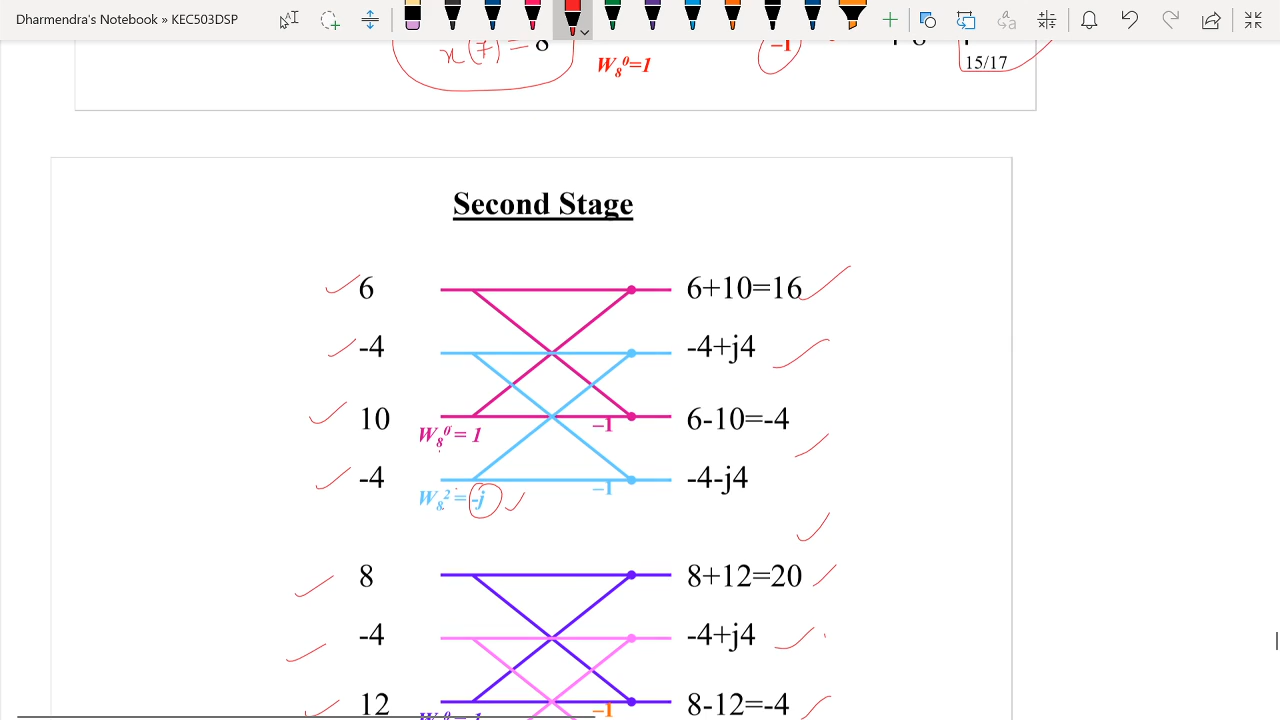 Dharmendra's Notebook » KEC503DSP
x(7) = 8
W₈⁰=1
−1
15/17
Second Stage
6
6+10=16
-4
-4+j4
10
6-10=-4
W₈⁰ = 1
−1
-4
-4-j4
W₈² = -j
−1
8
8+12=20
-4
-4+j4
12
8-12=-4
−1